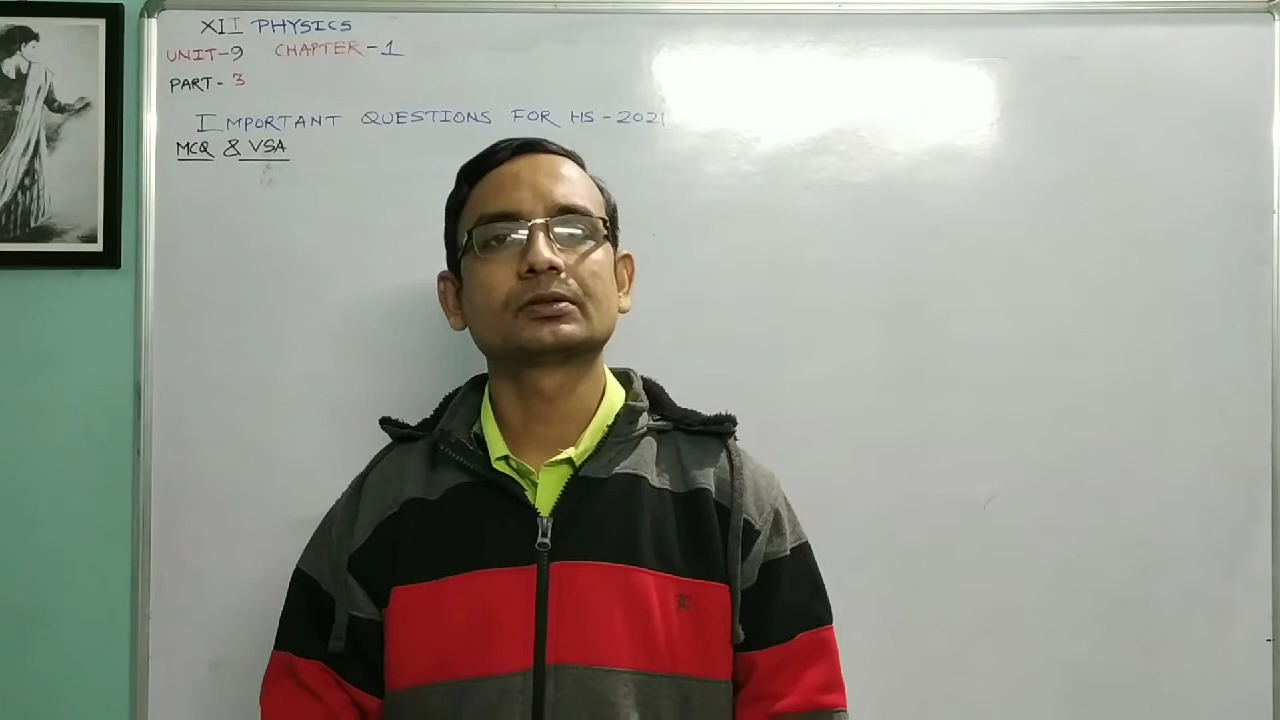 XII PHYSICS
UNIT-9 CHAPTER-1
PART-3
IMPORTANT QUESTIONS FOR HS-2021
MCQ & VSA